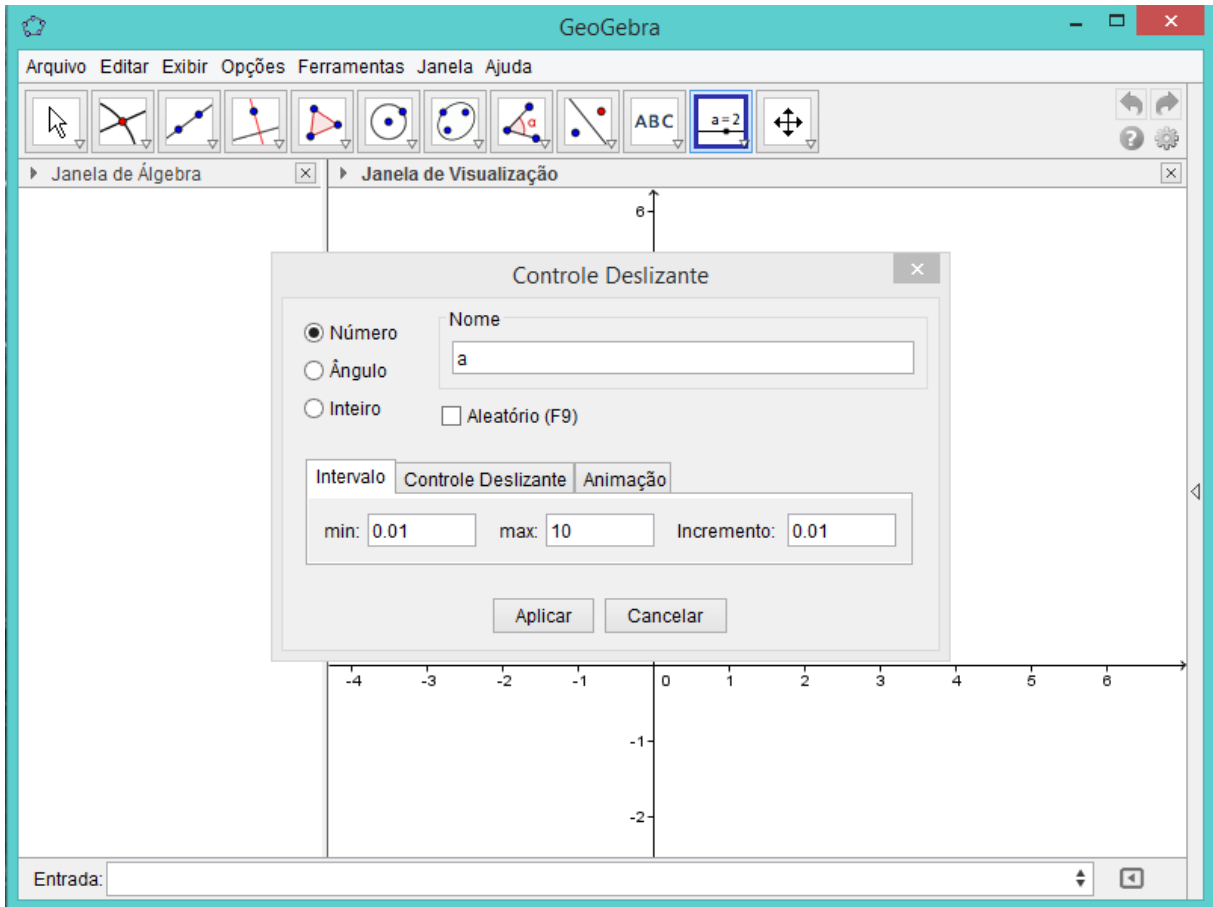 GeoGebra
Arquivo Editar Exibir Opções Ferramentas Janela Ajuda
α ABC a=2
Janela de Álgebra
Janela de Visualização
6
Controle Deslizante
Número
Nome
a
Ângulo
Inteiro
Aleatório (F9)
Intervalo Controle Deslizante Animação
min: 0.01 max: 10 Incremento: 0.01
Aplicar Cancelar
-4 -3 -2 -1 0 1 2 3 4 5 6
-1
-2
Entrada: